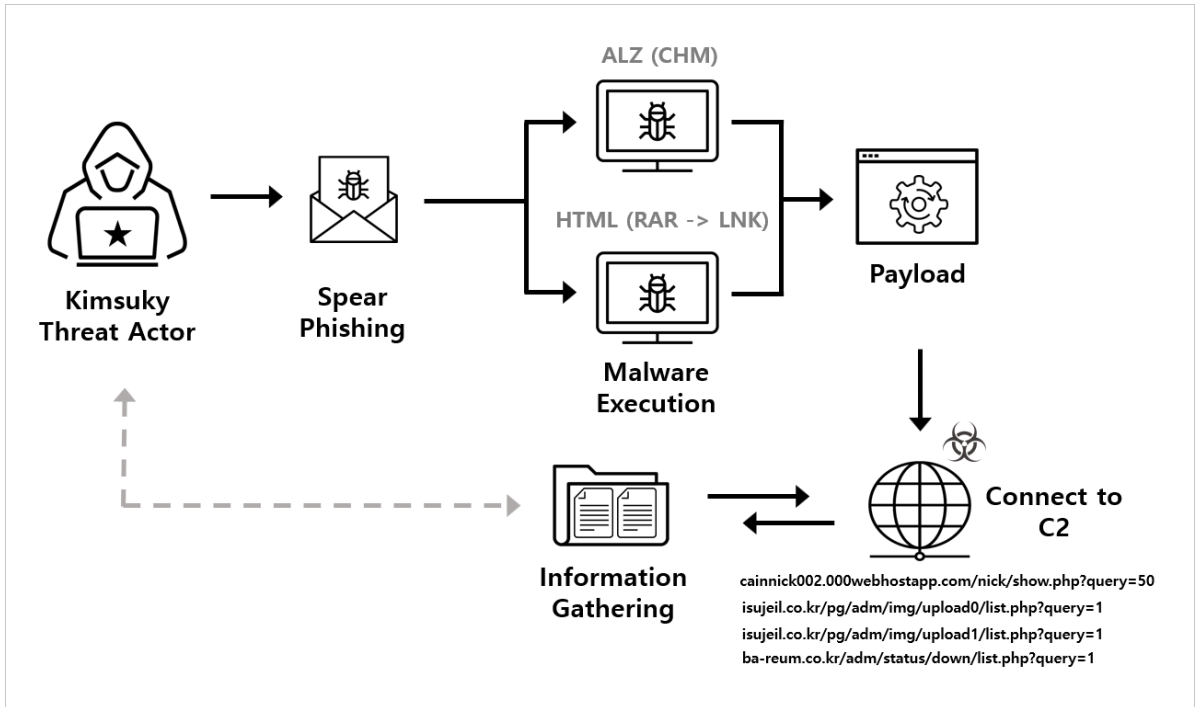 ALZ (CHM)
HTML (RAR -> LNK)
Payload
Kimsuky
Threat Actor
Spear
Phishing
Malware
Execution
Connect to
C2
Information
Gathering
cainnick002.000webhostapp.com/nick/show.php?query=50
isujeil.co.kr/pg/adm/img/upload0/list.php?query=1
isujeil.co.kr/pg/adm/img/upload1/list.php?query=1
ba-reum.co.kr/adm/status/down/list.php?query=1